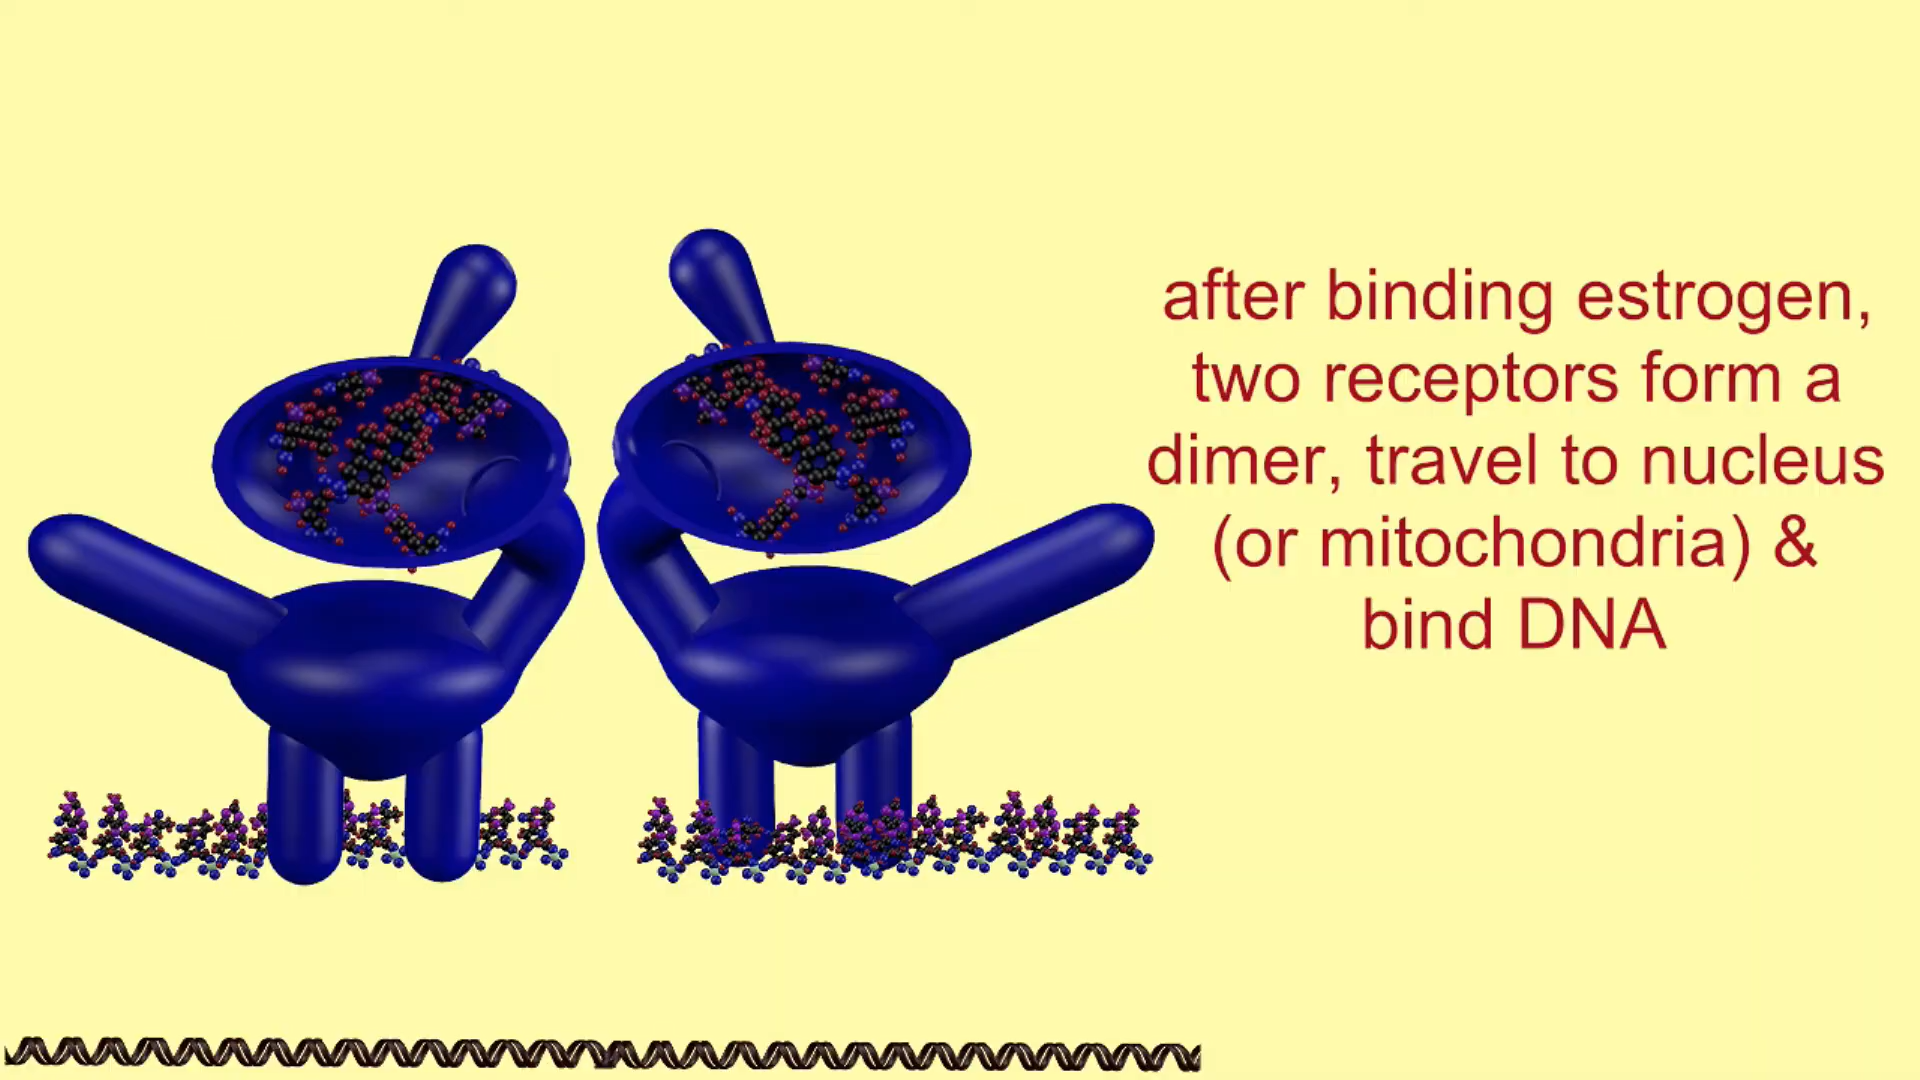 after binding estrogen,
two receptors form a
dimer, travel to nucleus
(or mitochondria) &
bind DNA